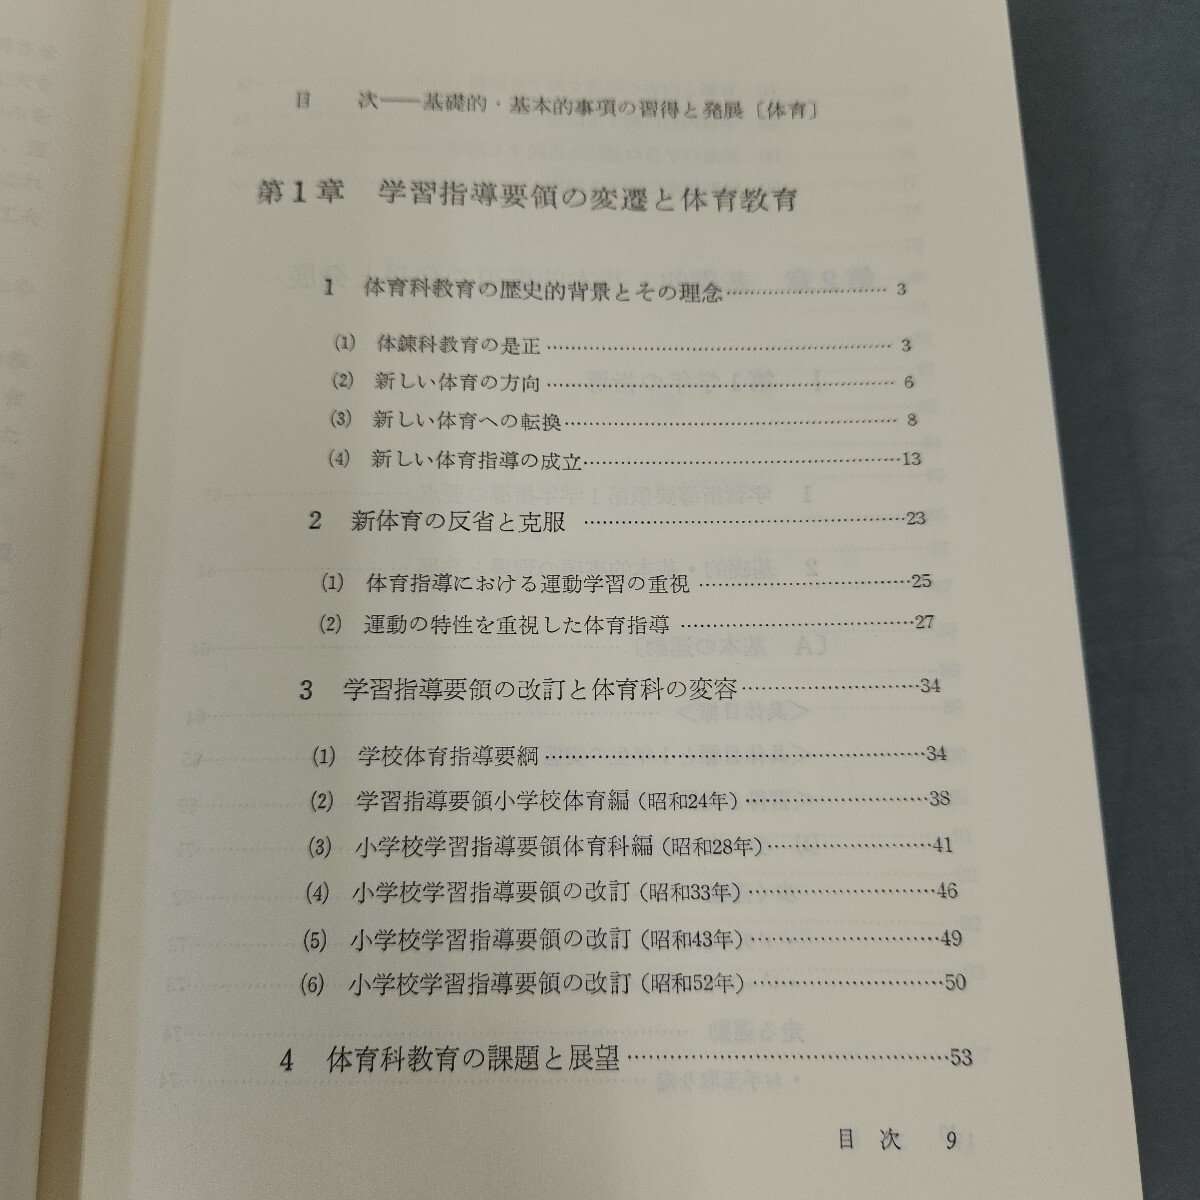 目　次――基礎的・基本的事項の習得と発展〔体育〕
第1章　学習指導要領の変遷と体育教育
1　体育科教育の歴史的背景とその理念…………………… 3
(1)　体錬科教育の是正…………………………………… 3
(2)　新しい体育の方向…………………………………… 6
(3)　新しい体育への転換………………………………… 8
(4)　新しい体育指導の成立………………………………13
2　新体育の反省と克服　…………………………………23
(1)　体育指導における運動学習の重視　……………………25
(2)　運動の特性を重視した体育指導　………………………27
3　学習指導要領の改訂と体育科の変容…………………34
(1)　学校体育指導要綱…………………………………………34
(2)　学習指導要領小学校体育編（昭和24年）…………………38
(3)　小学校学習指導要領体育科編（昭和28年）………………41
(4)　小学校学習指導要領の改訂（昭和33年）…………………46
(5)　小学校学習指導要領の改訂（昭和43年）…………………49
(6)　小学校学習指導要領の改訂（昭和52年）…………………50
4　体育科教育の課題と展望…………………………………53
目　次　9